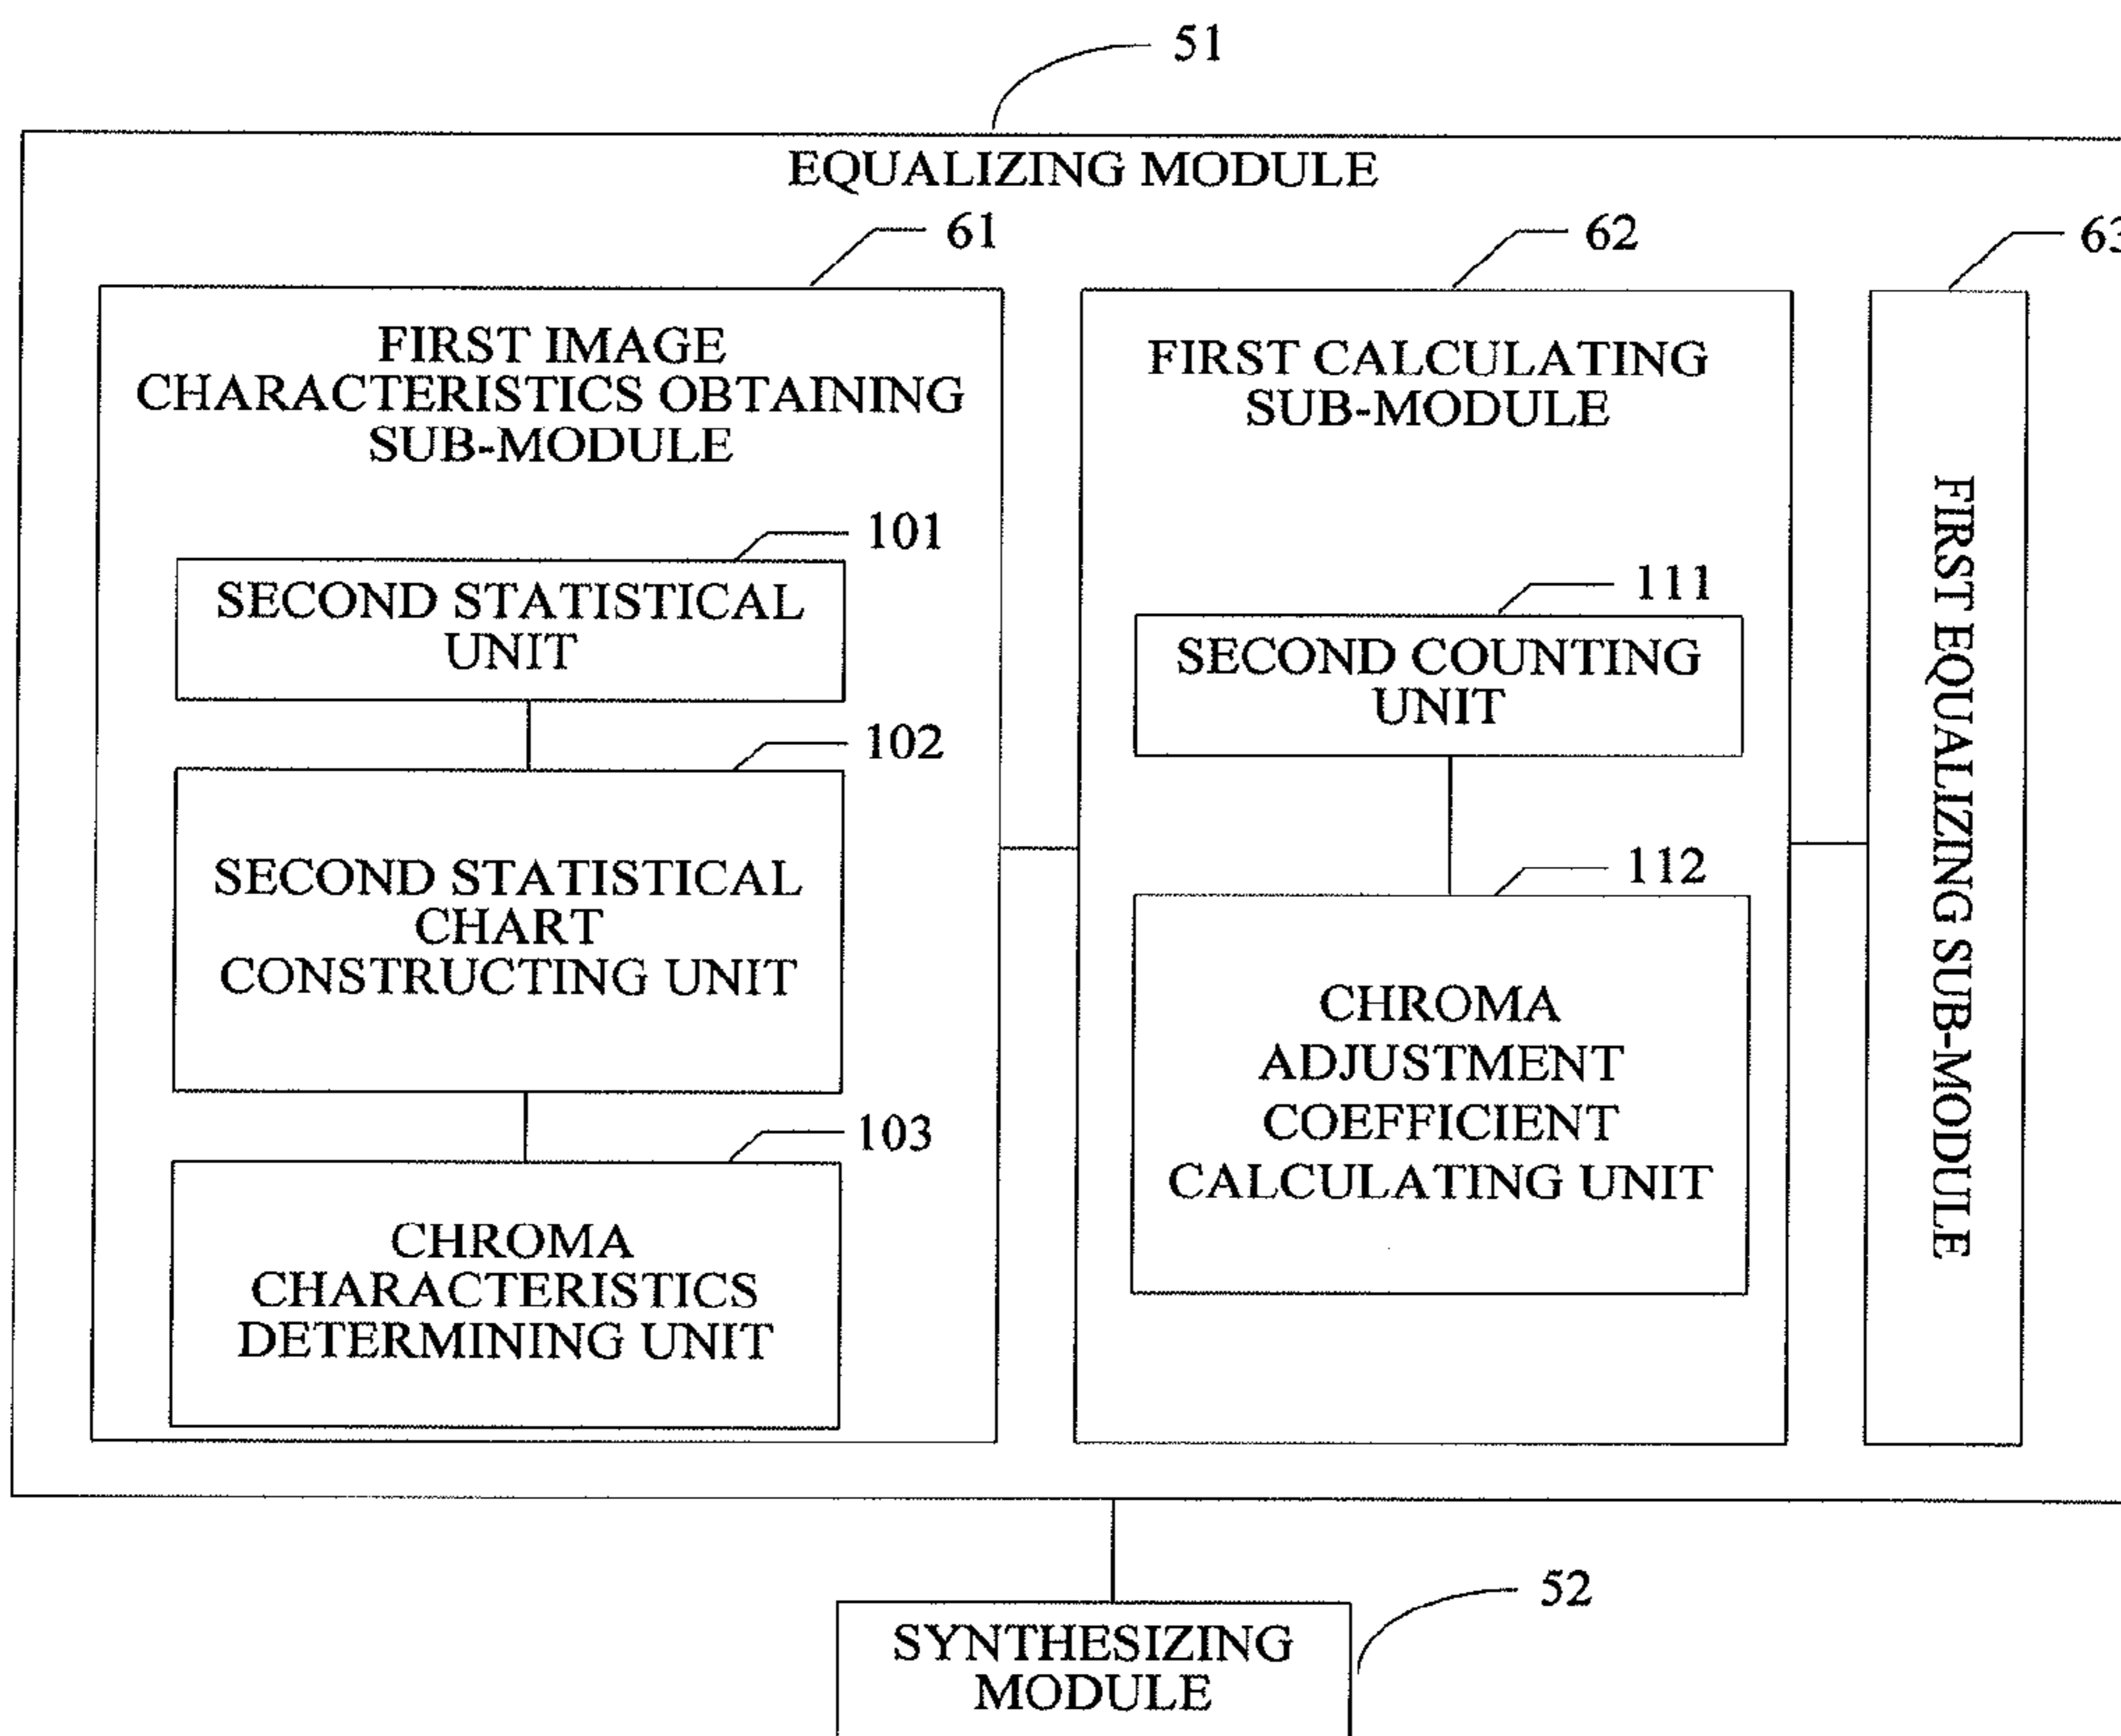 51
EQUALIZING MODULE
61
62
63
FIRST IMAGE
CHARACTERISTICS OBTAINING
SUB-MODULE
FIRST CALCULATING
SUB-MODULE
101
SECOND STATISTICAL
UNIT
102
SECOND STATISTICAL
CHART
CONSTRUCTING UNIT
103
CHROMA
CHARACTERISTICS
DETERMINING UNIT
111
SECOND COUNTING
UNIT
112
CHROMA
ADJUSTMENT
COEFFICIENT
CALCULATING UNIT
FIRST EQUALIZING SUB-MODULE
52
SYNTHESIZING
MODULE